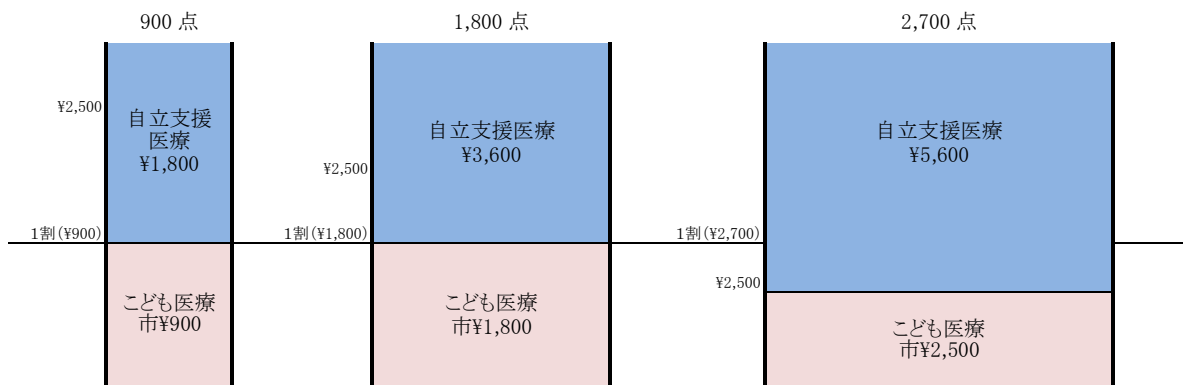 900 点
¥2,500
自立支援
医療
¥1,800
1割(¥900)
こども医療
市¥900
1,800 点
自立支援医療
¥3,600
¥2,500
1割(¥1,800)
こども医療
市¥1,800
2,700 点
自立支援医療
¥5,600
1割(¥2,700)
¥2,500
こども医療
市¥2,500